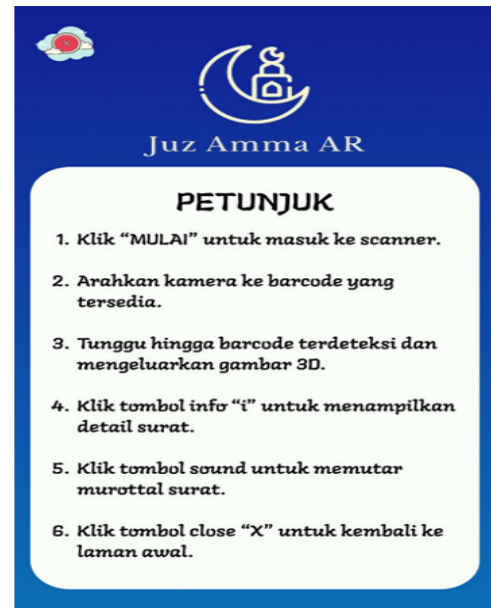 Juz Amma AR
PETUNJUK
1. Klik “MULAI” untuk masuk ke scanner.
2. Arahkan kamera ke barcode yang
tersedia.
3. Tunggu hingga barcode terdeteksi dan
mengeluarkan gambar 3D.
4. Klik tombol info “i” untuk menampilkan
detail surat.
5. Klik tombol sound untuk memutar
murottal surat.
6. Klik tombol close “X” untuk kembali ke
laman awal.